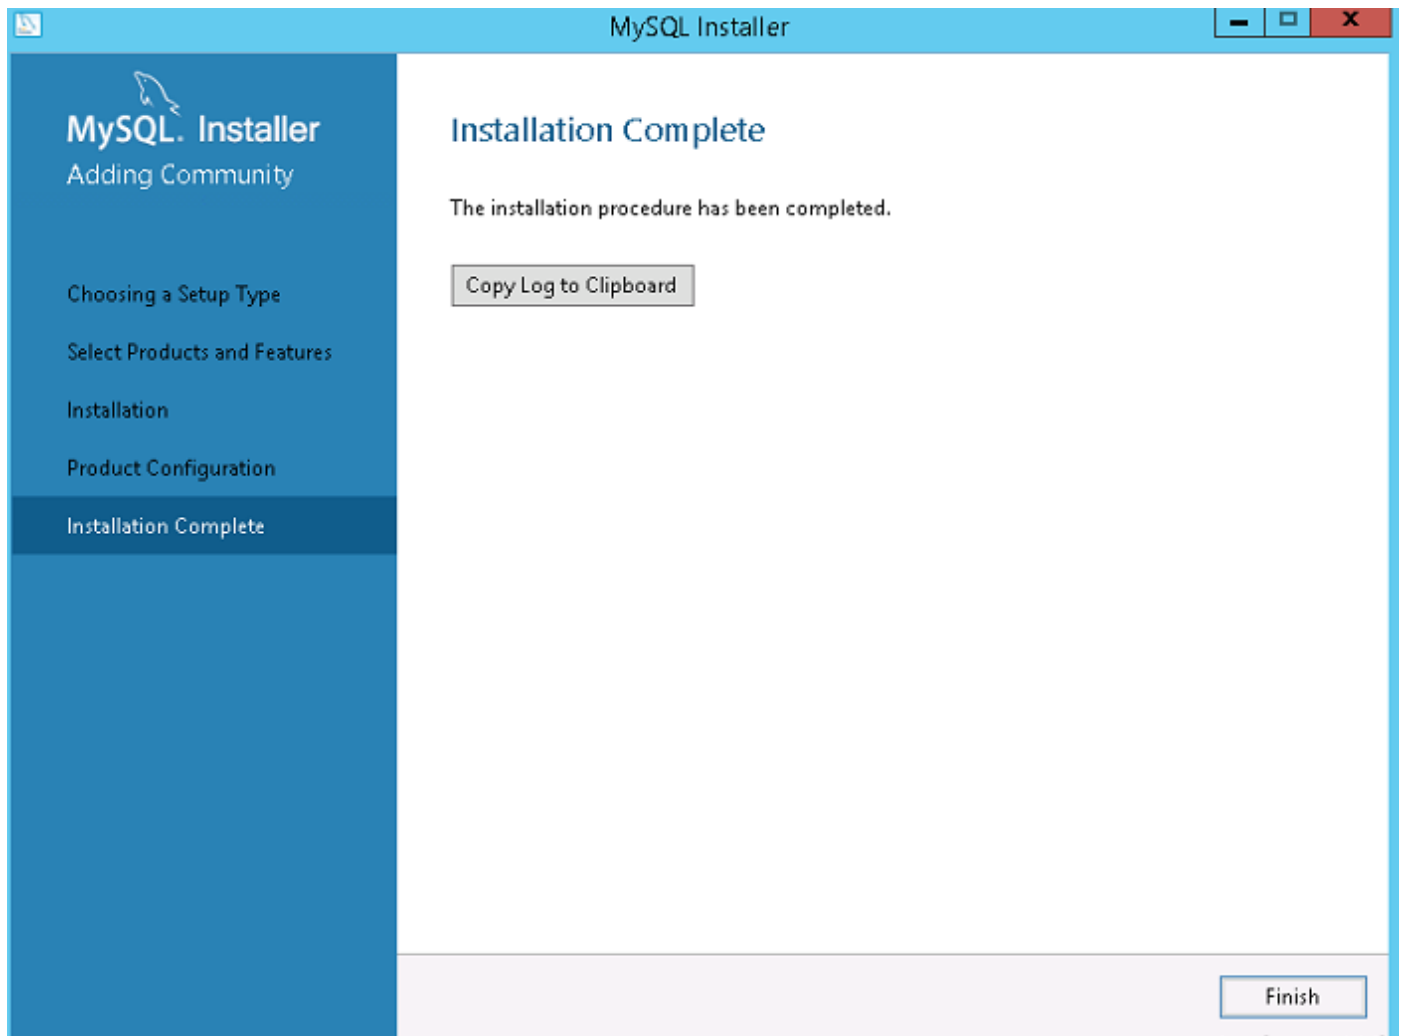 MySQL Installer
MySQL. Installer
Adding Community
Choosing a Setup Type
Select Products and Features
Installation
Product Configuration
Installation Complete
Installation Complete
The installation procedure has been completed.
Copy Log to Clipboard
Finish